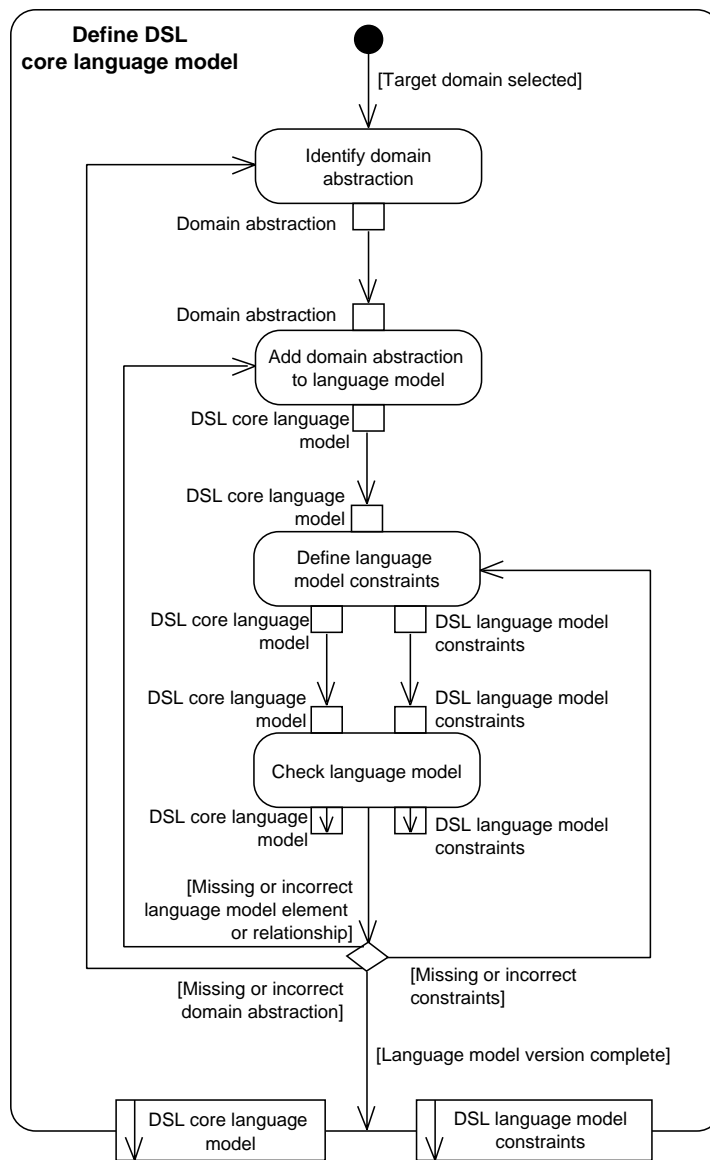 Define DSL
core language model
[Target domain selected]
Identify domain
abstraction
Domain abstraction
Domain abstraction
Add domain abstraction
to language model
DSL core language
model
DSL core language
model
Define language
model constraints
DSL core language
model
DSL language model
constraints
DSL core language
model
DSL language model
constraints
Check language model
DSL core language
model
DSL language model
constraints
[Missing or incorrect
language model element
or relationship]
[Missing or incorrect
domain abstraction]
[Missing or incorrect
constraints]
[Language model version complete]
DSL core language
model
DSL language model
constraints